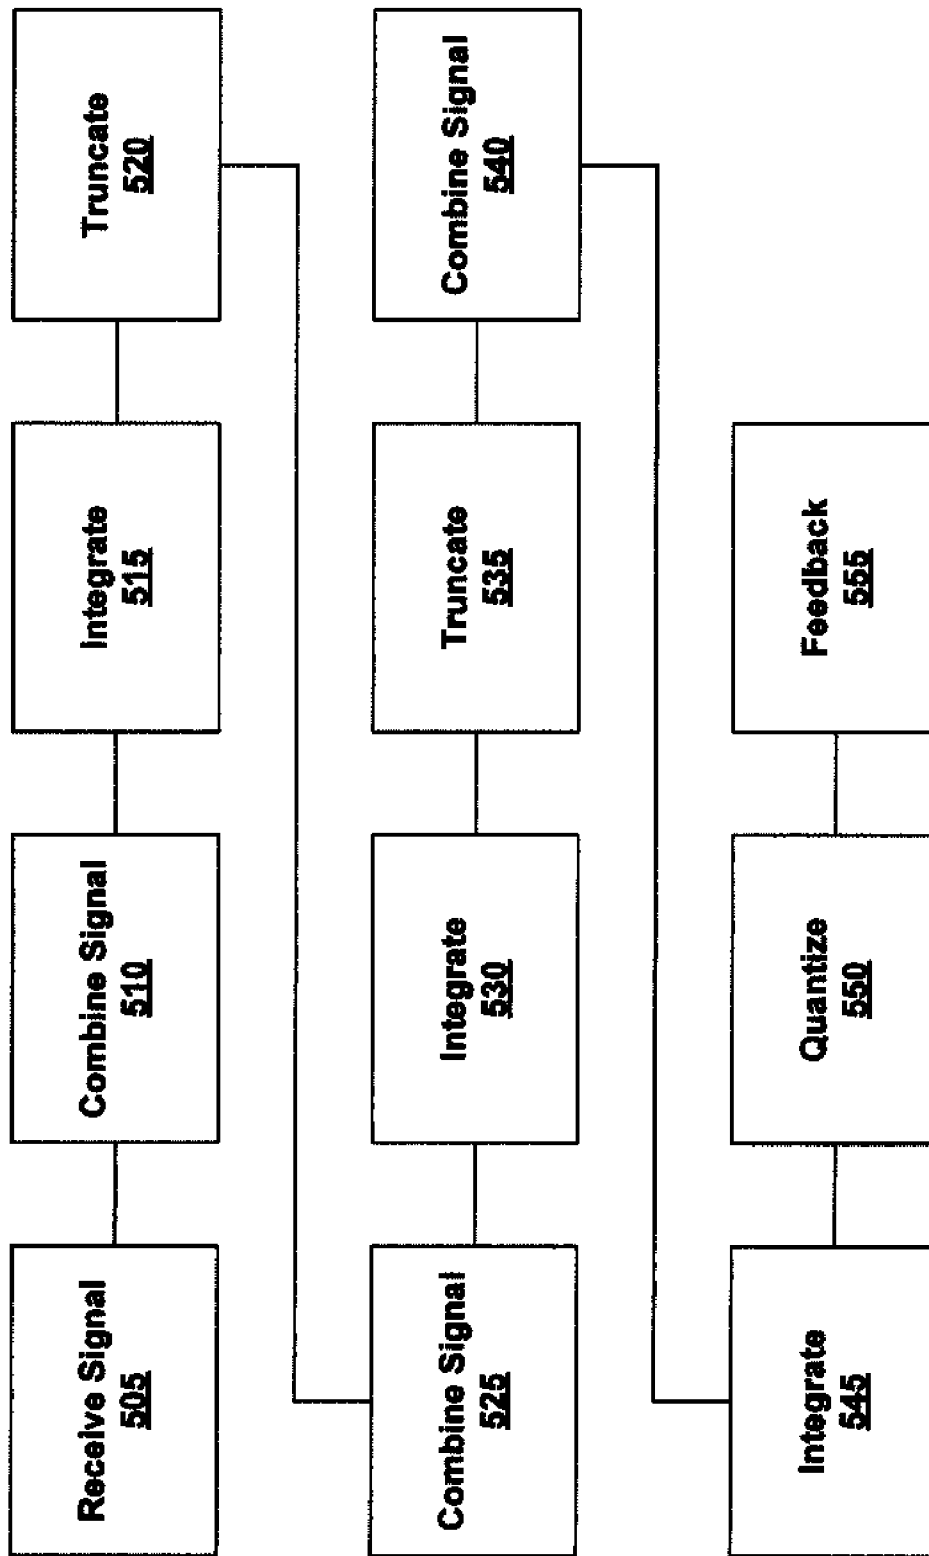 Receive Signal
505
Combine Signal
510
Integrate
515
Truncate
520
Combine Signal
525
Integrate
530
Truncate
535
Combine Signal
540
Integrate
545
Quantize
550
Feedback
555